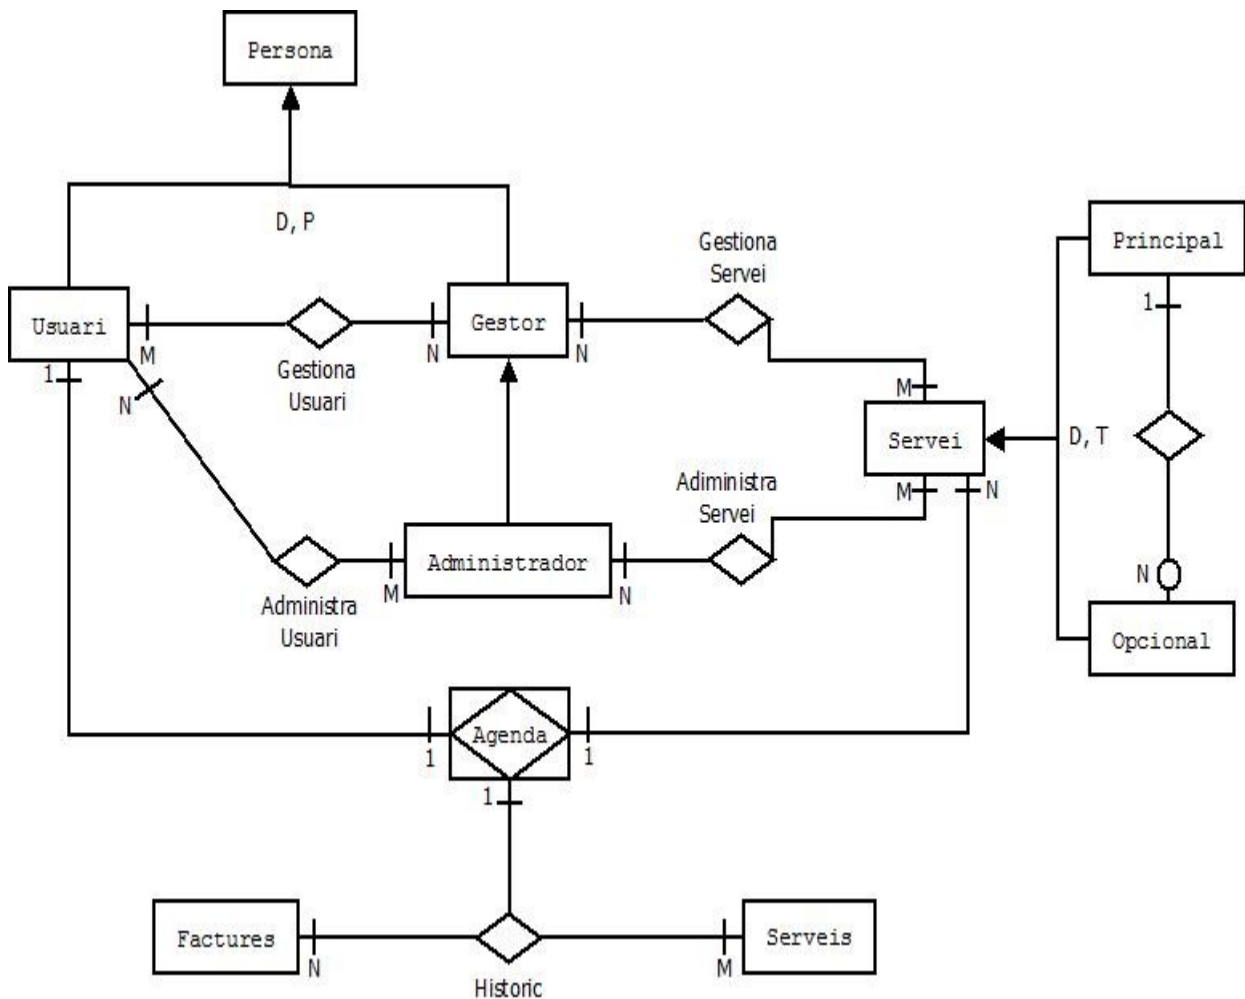 Persona
D, P
Principal
Gestiona
Servei
1
Usuari
M
Gestor
N
N
Gestiona
Usuari
1
N
M
Servei
D, T
M
N
Adiministra
Servei
Administrador
M
N
Administra
Usuari
N
Opcional
Agenda
1
1
1
Factures
N
Serveis
M
Historic